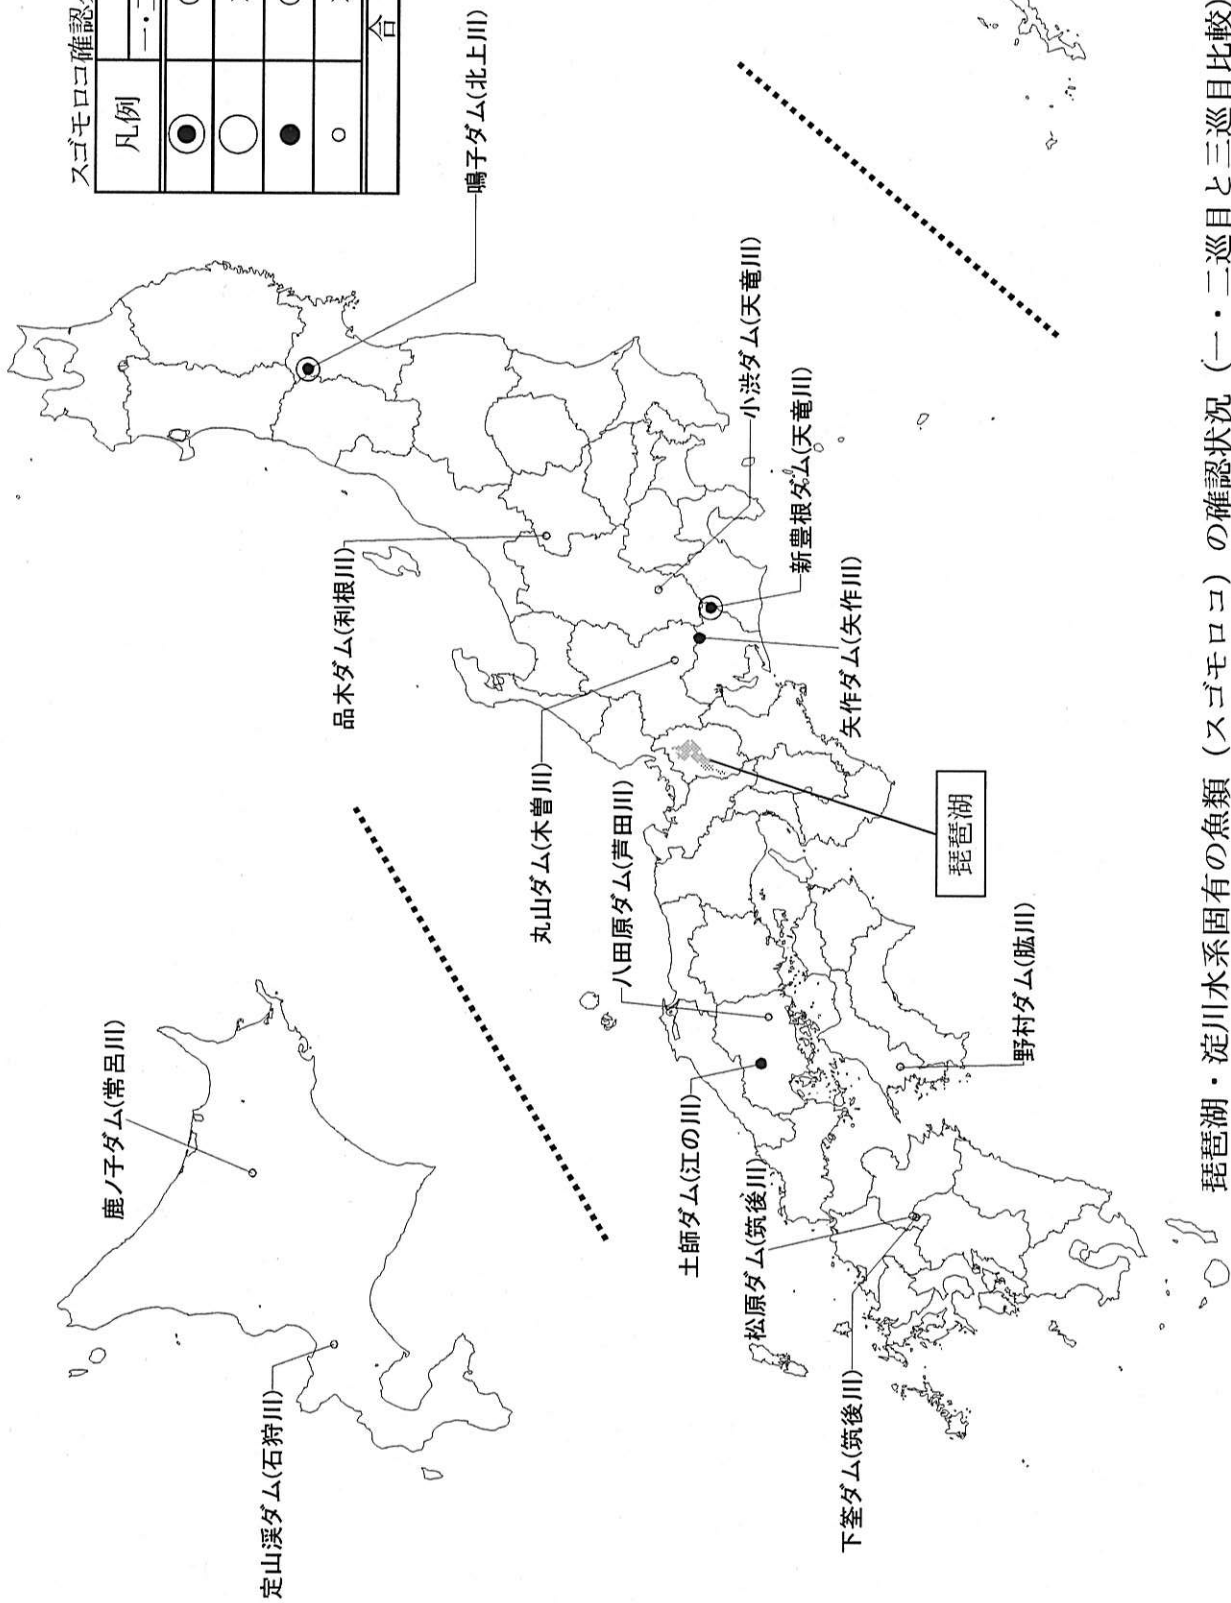 スゴモロコ確認
凡例
一・二
○
×
○
×
合
鳴子ダム(北上川)
小渋ダム(天竜川)
新豊根ダム(天竜川)
矢作ダム(矢作川)
品木ダム(利根川)
丸山ダム(木曽川)
琵琶湖
八田原ダム(芦田川)
野村ダム(肱川)
土師ダム(江の川)
松原ダム(筑後川)
下筌ダム(筑後川)
鹿ノ子ダム(常呂川)
定山渓ダム(石狩川)
琵琶湖・淀川水系固有の魚類(スゴモロコ)の確認状況(一・二巡目と三巡目比較)